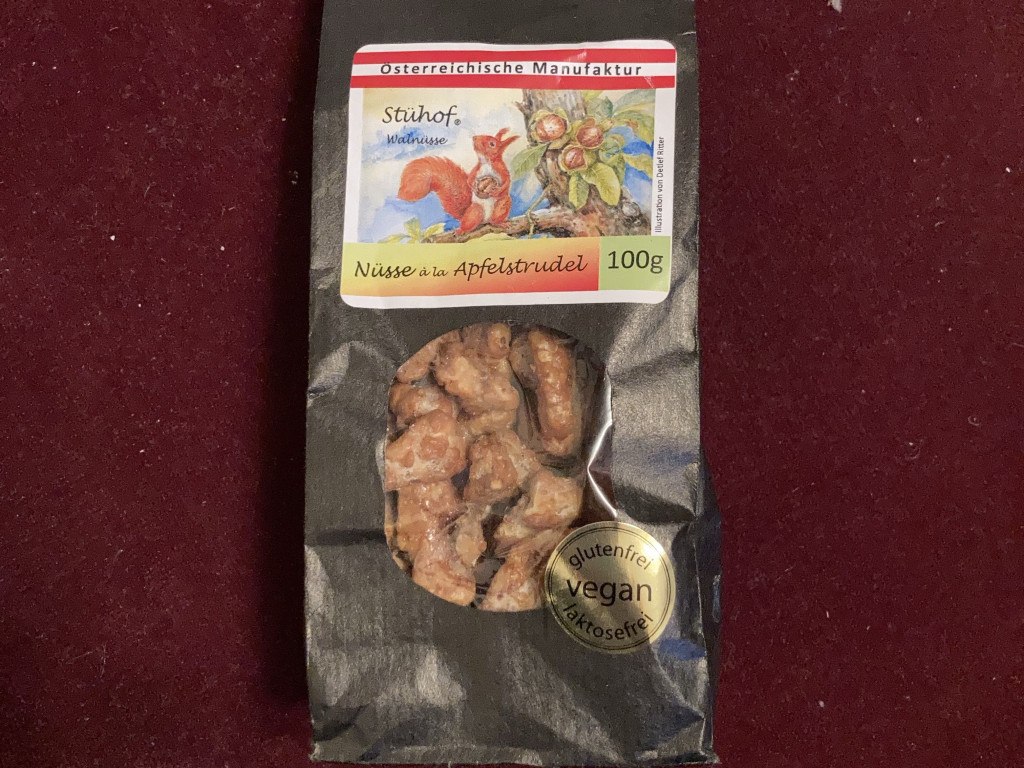 Österreichische Manufaktur
Stühof®
Walnüsse
Illustration von Detlef Ritter
Nüsse à la Apfelstrudel
100g
glutenfrei
vegan
laktosefrei